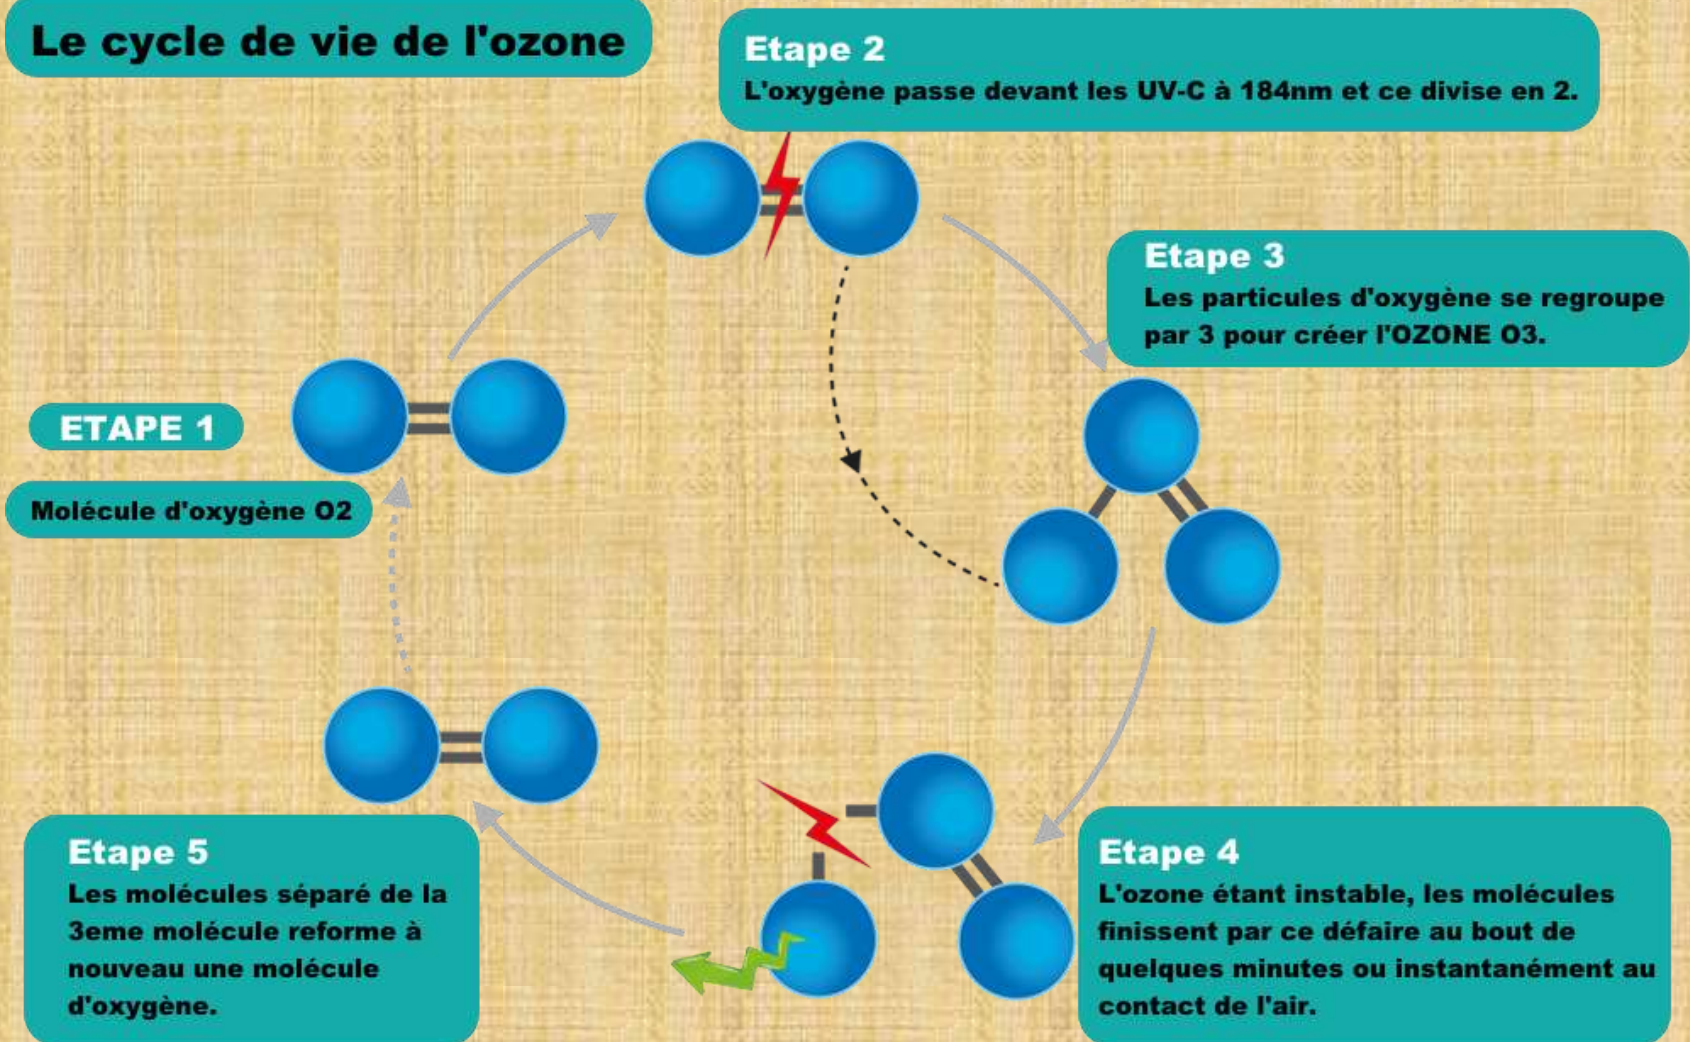 Le cycle de vie de l'ozone
Etape 2
L'oxygène passe devant les UV-C à 184nm et ce divise en 2.
Etape 3
Les particules d'oxygène se regroupe
par 3 pour créer l'OZONE O3.
ETAPE 1
Molécule d'oxygène O2
Etape 4
L'ozone étant instable, les molécules
finissent par ce défaire au bout de
quelques minutes ou instantanément au
contact de l'air.
Etape 5
Les molécules séparé de la
3eme molécule reforme à
nouveau une molécule
d'oxygène.